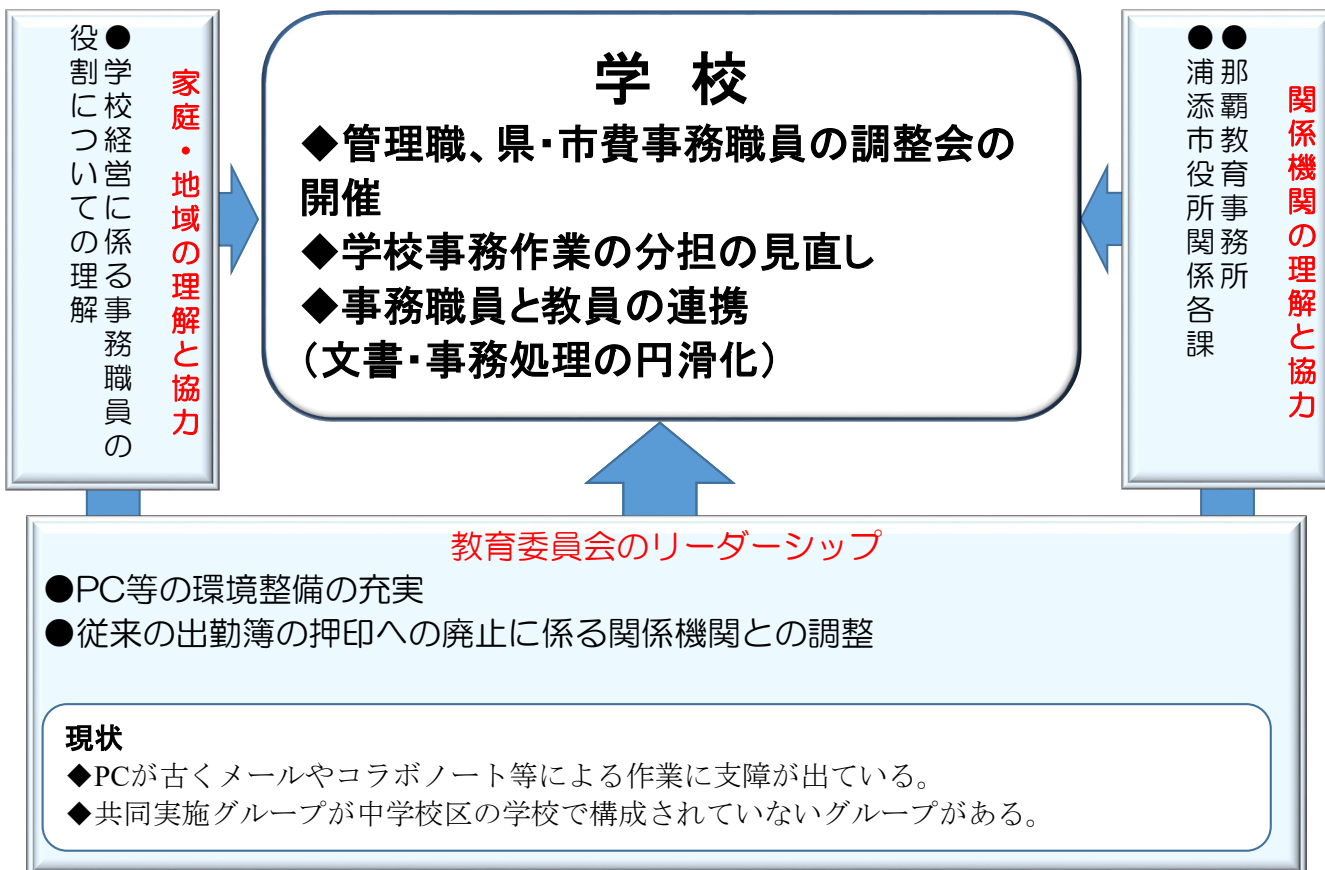 家庭・地域の理解と協力
●学校経営に係る事務職員の
役割についての理解
学 校
◆管理職、県・市費事務職員の調整会の
開催
◆学校事務作業の分担の見直し
◆事務職員と教員の連携
(文書・事務処理の円滑化)
関係機関の理解と協力
●那覇教育事務所
●浦添市役所関係各課
教育委員会のリーダーシップ
●PC等の環境整備の充実
●従来の出勤簿の押印への廃止に係る関係機関との調整
現状
◆PCが古くメールやコラボノート等による作業に支障が出ている。
◆共同実施グループが中学校区の学校で構成されていないグループがある。